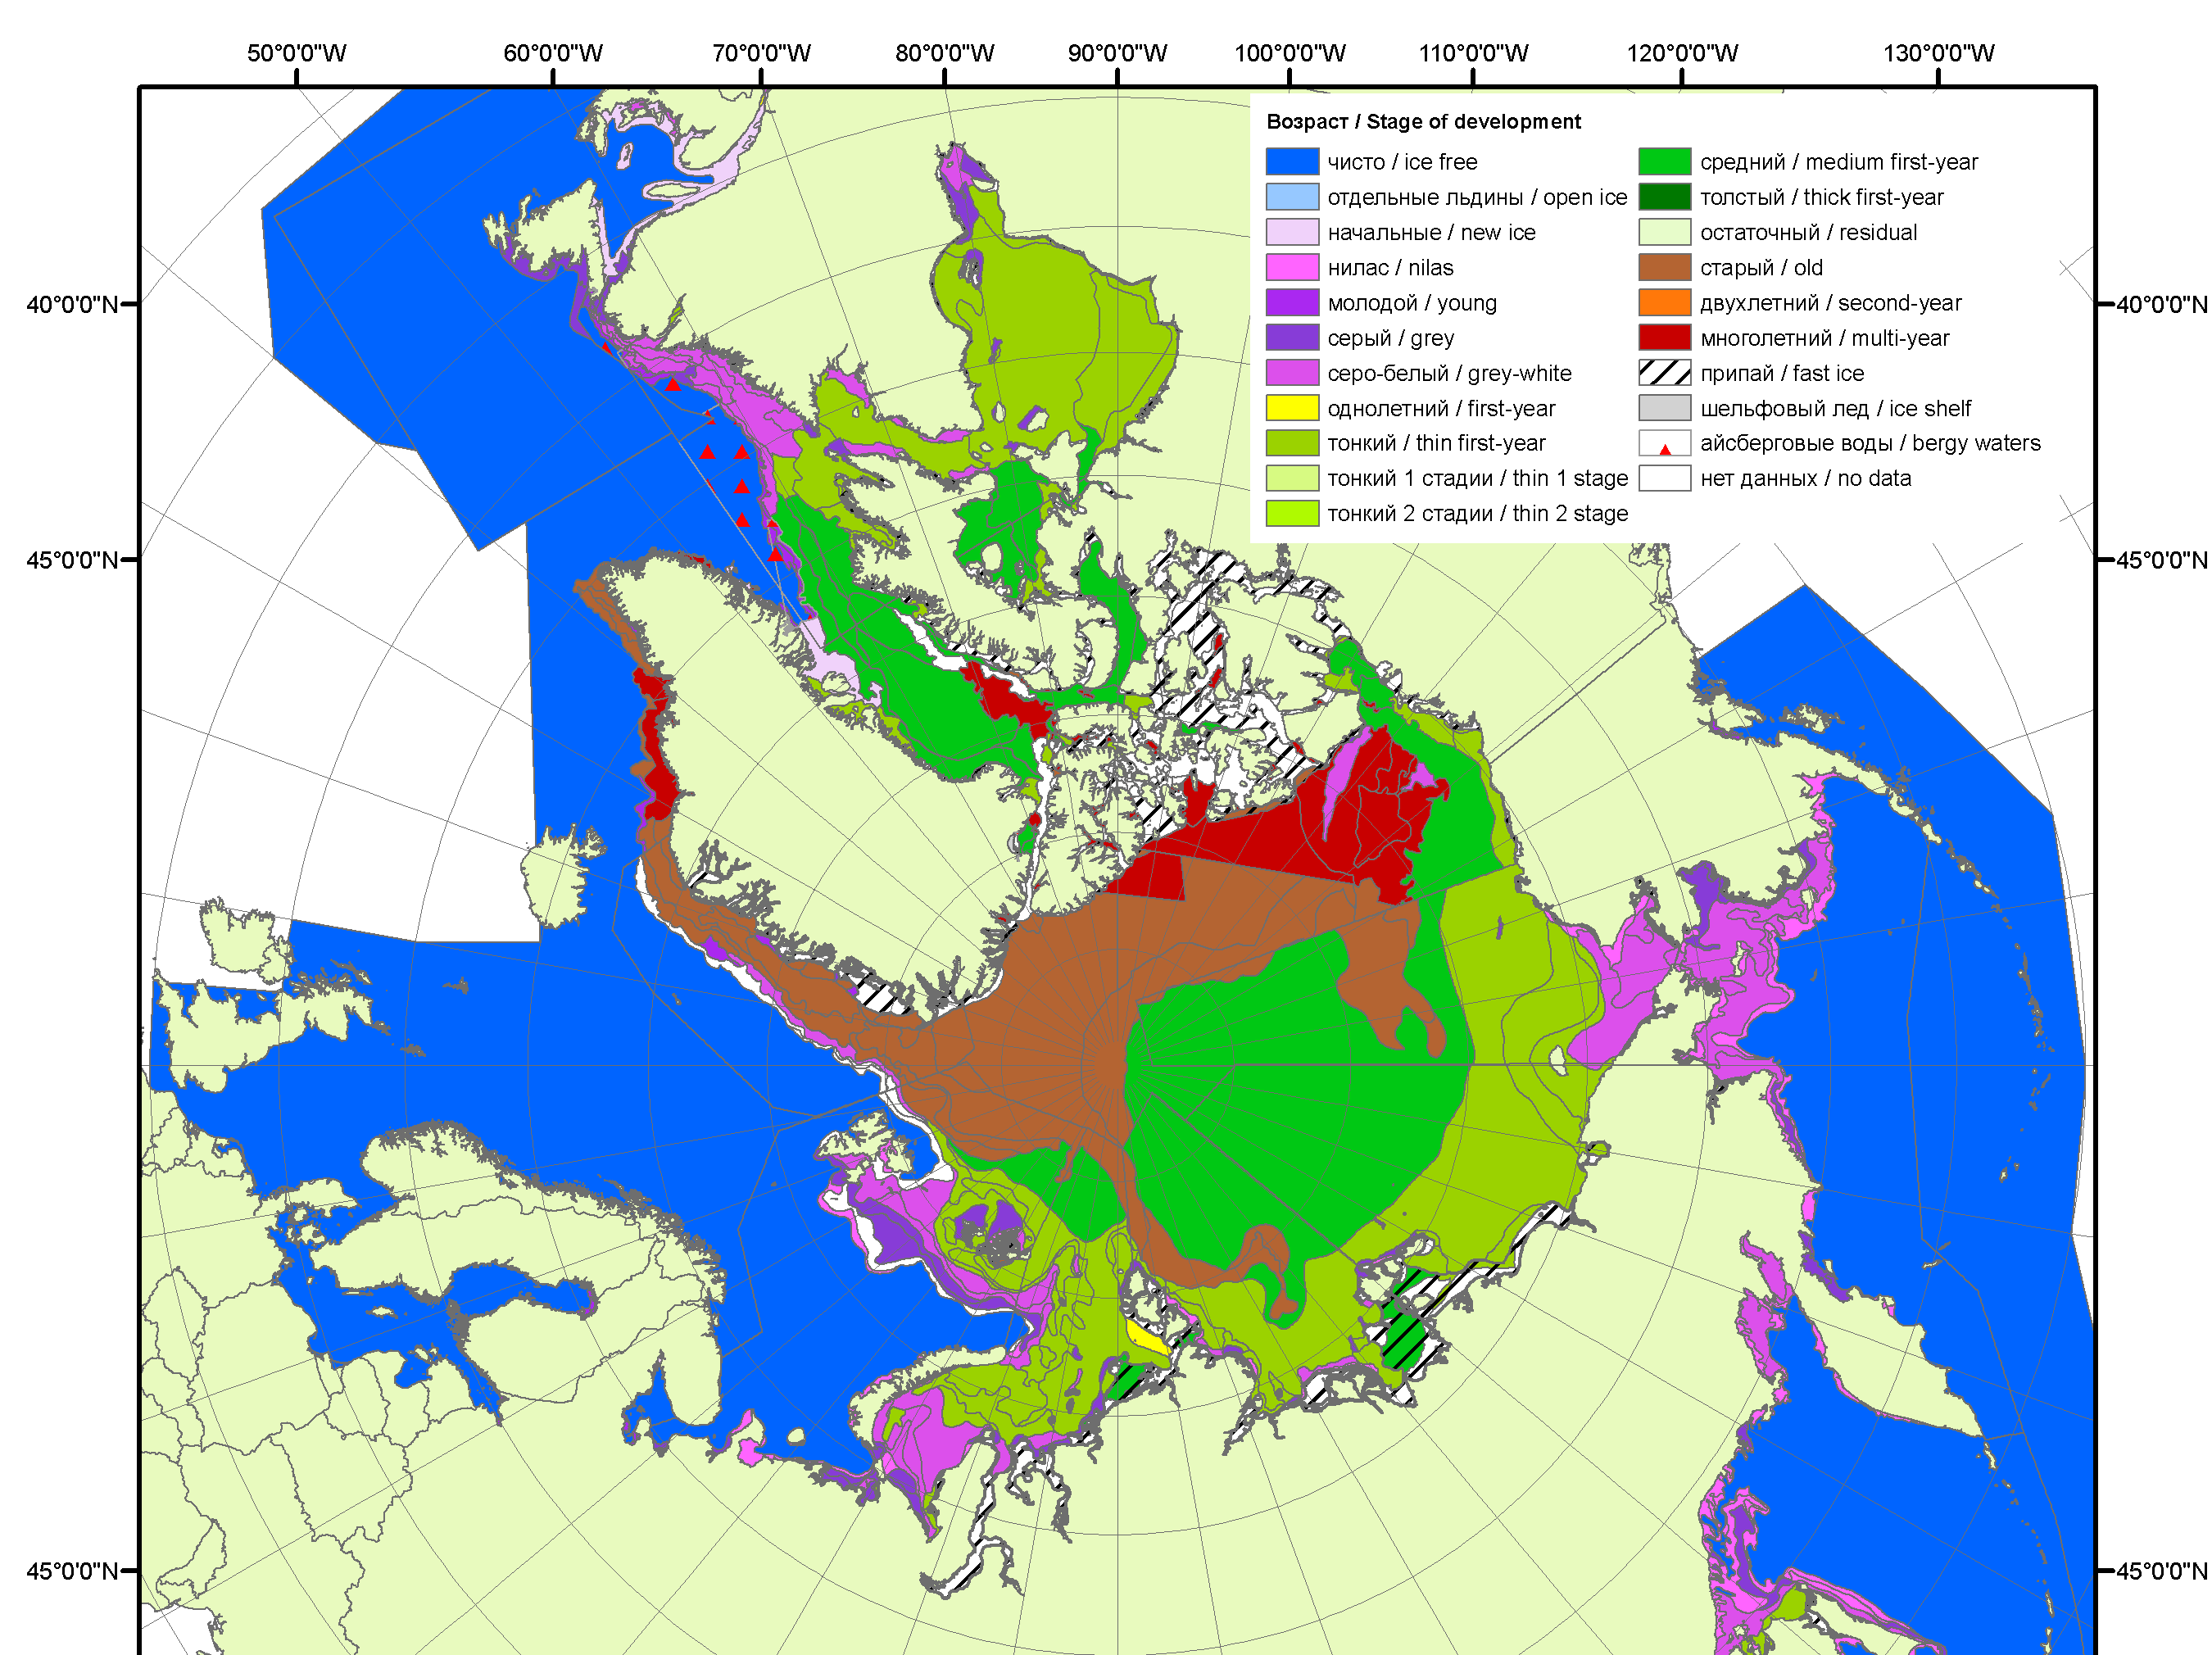 50°0'0"W 60°0'0"W 70°0'0"W 80°0'0"W 90°0'0"W 100°0'0"W 110°0'0"W 120°0'0"W 130°0'0"W
Возраст / Stage of development
чисто / ice free
отдельные льдины / open ice
начальные / new ice
нилас / nilas
молодой / young
серый / grey
серо-белый / grey-white
однолетний / first-year
тонкий / thin first-year
тонкий 1 стадии / thin 1 stage
тонкий 2 стадии / thin 2 stage
средний / medium first-year
толстый / thick first-year
остаточный / residual
старый / old
двухлетний / second-year
многолетний / multi-year
припай / fast ice
шельфовый лед / ice shelf
айсберговые воды / bergy waters
нет данных / no data
40°0'0"N 40°0'0"N
45°0'0"N 45°0'0"N
45°0'0"N 45°0'0"N